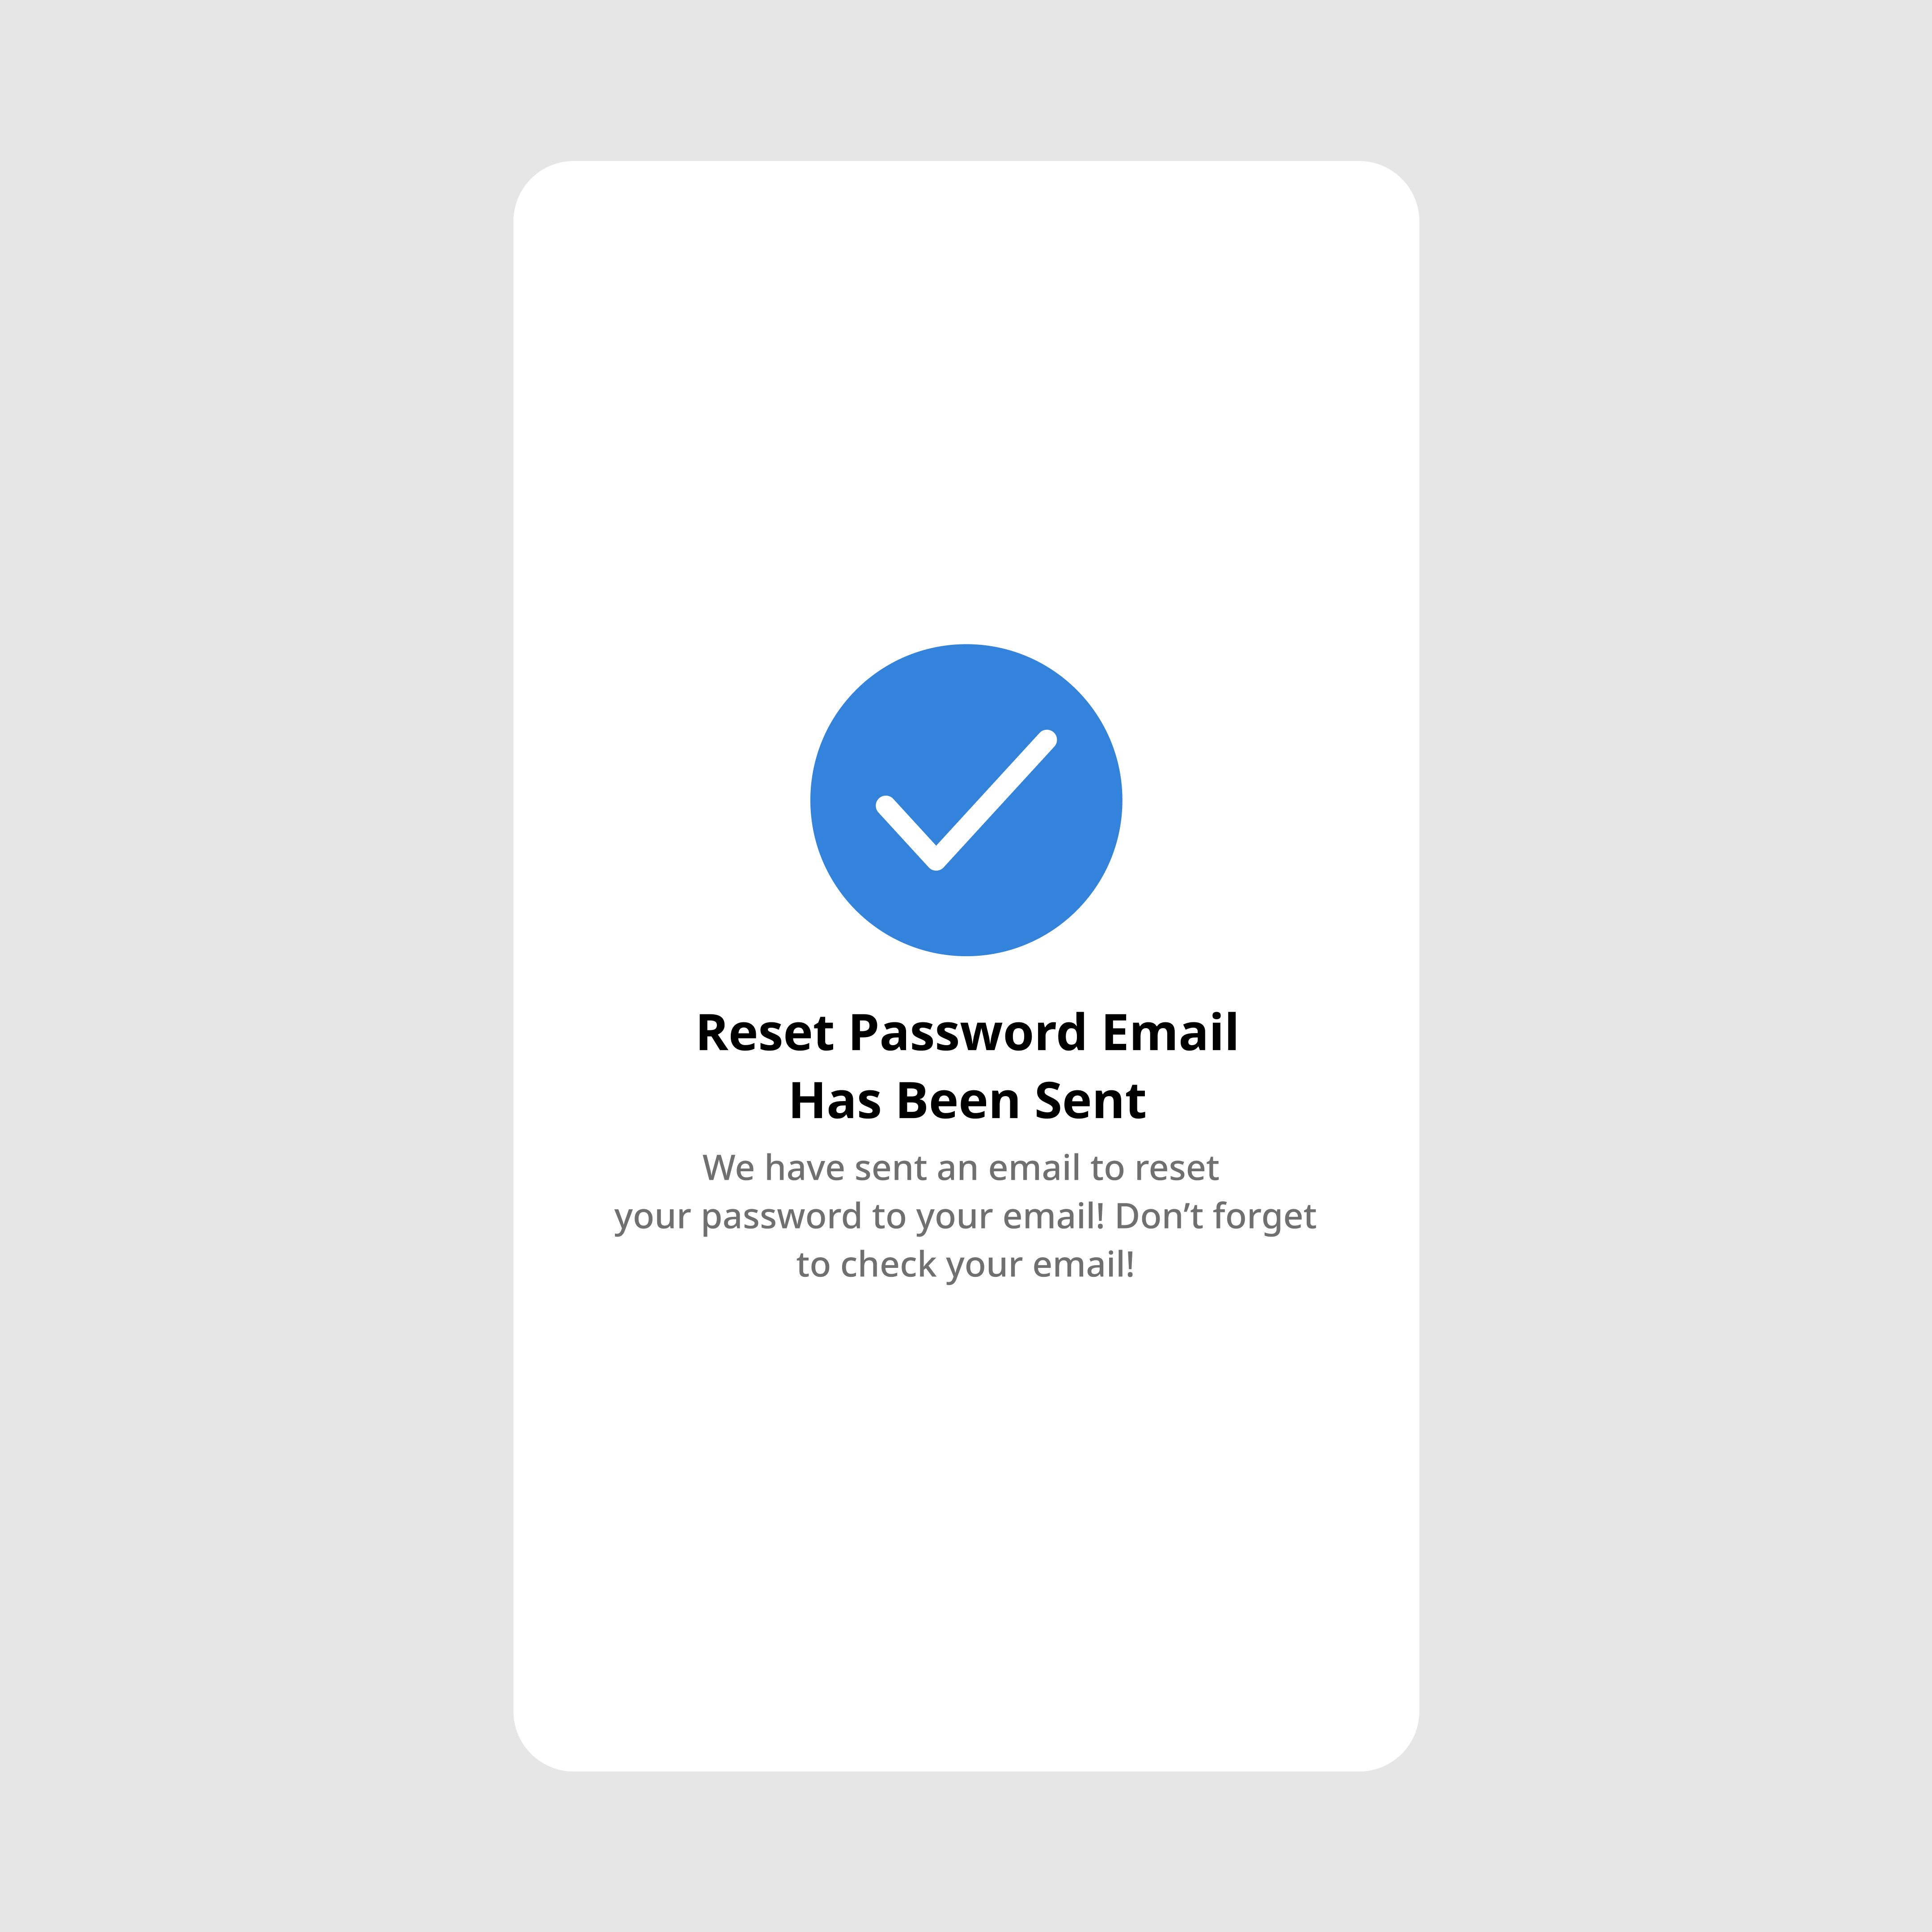 Reset Password Email
Has Been Sent
We have sent an email to reset
your password to your email! Don’t forget
to check your email!